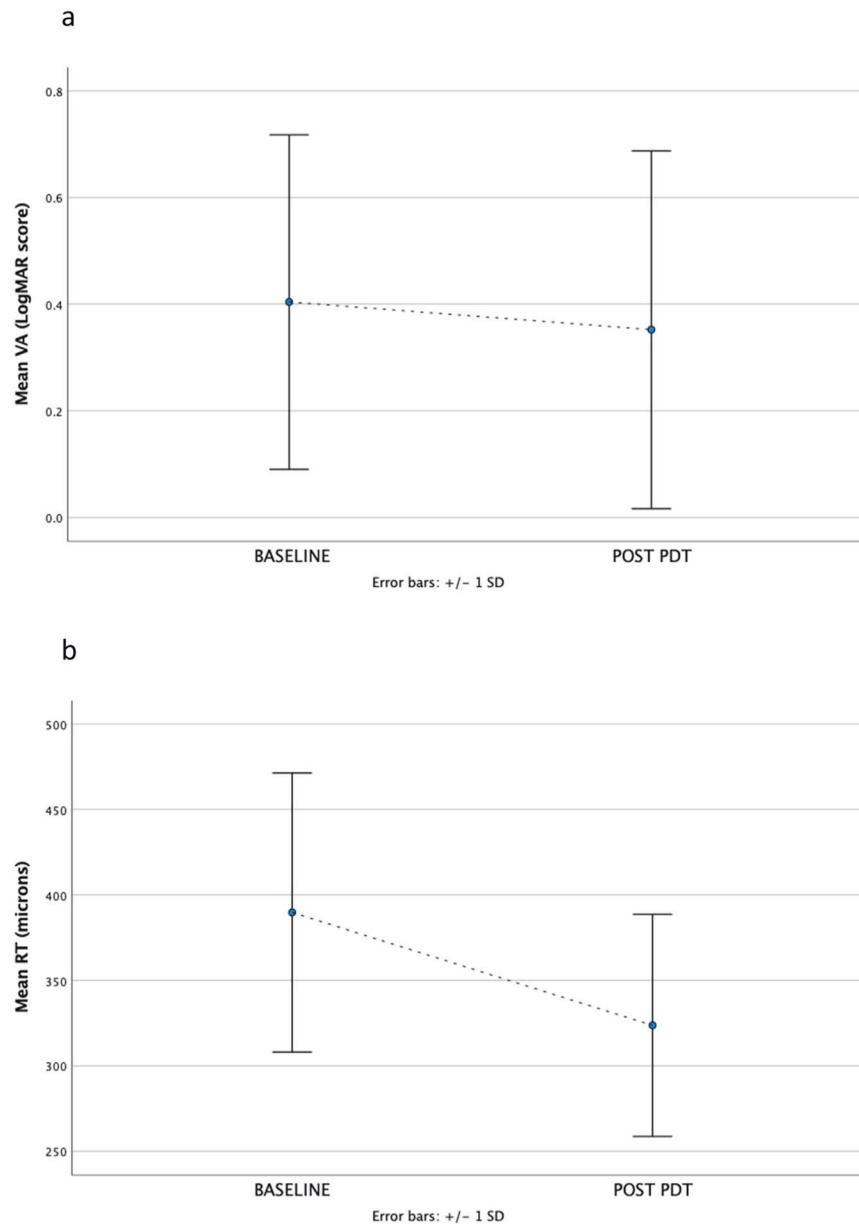 a
Mean VA (LogMAR score)
0.8
0.6
0.4
0.2
0.0
BASELINE
POST PDT
Error bars: +/− 1 SD
b
Mean RT (microns)
500
450
400
350
300
250
BASELINE
POST PDT
Error bars: +/− 1 SD